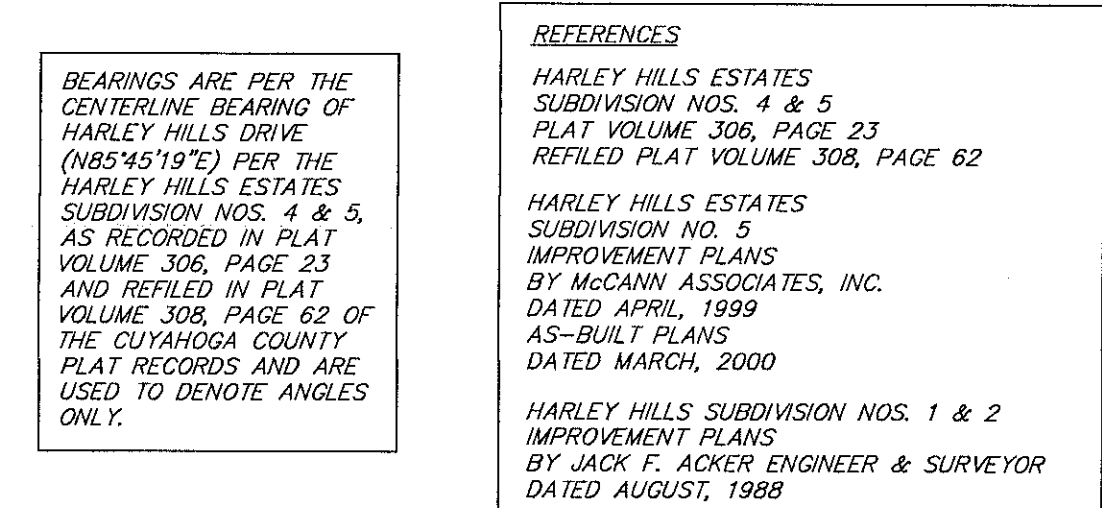 BEARINGS ARE PER THE
CENTERLINE BEARING OF
HARLEY HILLS DRIVE
(N85°45'19"E) PER THE
HARLEY HILLS ESTATES
SUBDIVISION NOS. 4 & 5,
AS RECORDED IN PLAT
VOLUME 306, PAGE 23
AND REFILED IN PLAT
VOLUME 308, PAGE 62 OF
THE CUYAHOGA COUNTY
PLAT RECORDS AND ARE
USED TO DENOTE ANGLES
ONLY.
REFERENCES
HARLEY HILLS ESTATES
SUBDIVISION NOS. 4 & 5
PLAT VOLUME 306, PAGE 23
REFILED PLAT VOLUME 308, PAGE 62
HARLEY HILLS ESTATES
SUBDIVISION NO. 5
IMPROVEMENT PLANS
BY McCANN ASSOCIATES, INC.
DATED APRIL, 1999
AS-BUILT PLANS
DATED MARCH, 2000
HARLEY HILLS SUBDIVISION NOS. 1 & 2
IMPROVEMENT PLANS
BY JACK F. ACKER ENGINEER & SURVEYOR
DATED AUGUST, 1988